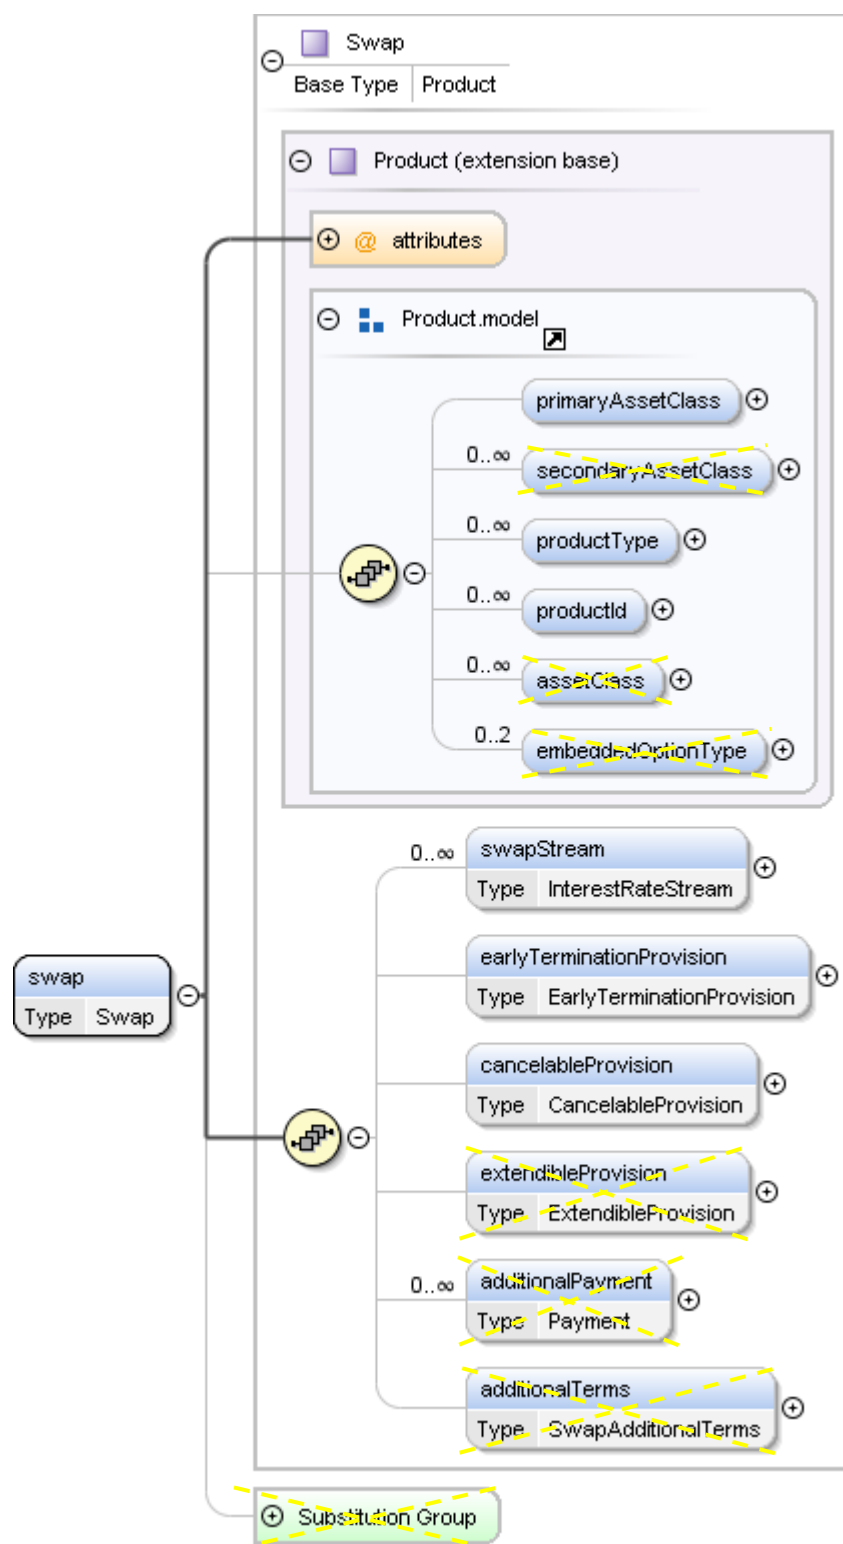 Swap
Base Type Product
Product (extension base)
@ attributes
Product.model
primaryAssetClass
0..∞
secondaryAssetClass
0..∞
productType
0..∞
productId
0..∞
assetClass
0..2
embeddedOptionType
0..∞
swapStream
Type InterestRateStream
earlyTerminationProvision
Type EarlyTerminationProvision
swap
Type Swap
cancelableProvision
Type CancelableProvision
extendibleProvision
Type ExtendibleProvision
0..∞
additionalPayment
Type Payment
additionalTerms
Type SwapAdditionalTerms
Substitution Group